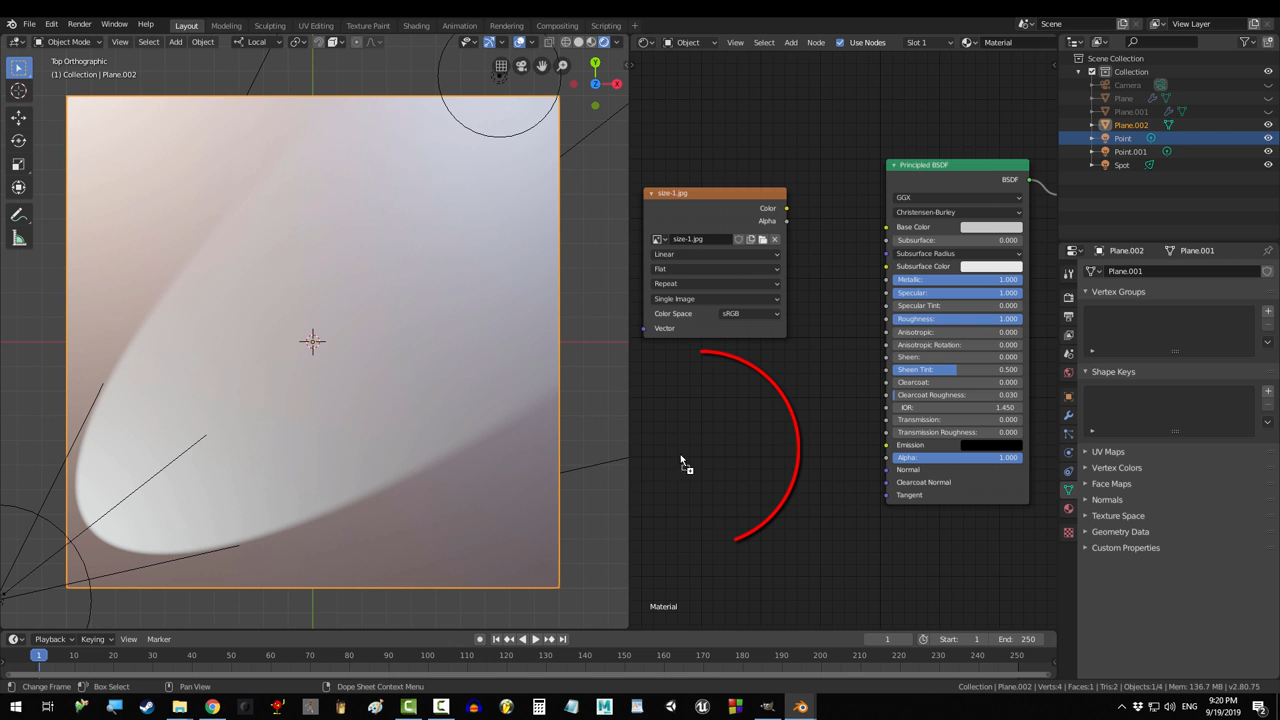 File Edit Render Window Help Layout Modeling Sculpting UV Editing Texture Paint Shading Animation Rendering Compositing Scripting Scene View Layer
Object Mode View Select Add Object Local
Object View Select Add Node Use Nodes Slot 1 Material
Top Orthographic
(1) Collection | Plane.002
Scene Collection
Collection
Camera
Plane
Plane.001
Plane.002
Point
Point.001
Spot
size-1.jpg
Color
Alpha
size-1.jpg
Linear
Flat
Repeat
Single Image
Color Space sRGB
Vector
Principled BSDF
BSDF
GGX
Christensen-Burley
Base Color
Subsurface: 0.000
Subsurface Radius
Subsurface Color
Metallic: 1.000
Specular: 1.000
Specular Tint: 0.000
Roughness: 1.000
Anisotropic: 0.000
Anisotropic Rotation: 0.000
Sheen: 0.000
Sheen Tint: 0.500
Clearcoat: 0.000
Clearcoat Roughness: 0.030
IOR: 1.450
Transmission: 0.000
Transmission Roughness: 0.000
Emission
Alpha: 1.000
Normal
Clearcoat Normal
Tangent
Material
Plane.002 Plane.001
Plane.001
Vertex Groups
Shape Keys
UV Maps
Vertex Colors
Face Maps
Normals
Texture Space
Geometry Data
Custom Properties
Playback Keying View Marker 1 Start: 1 End: 250
1 10 20 30 40 50 60 70 80 90 100 110 120 130 140 150 160 170 180 190 200 210 220 230 240 250
Change Frame Box Select Pan View Dope Sheet Context Menu Collection | Plane.002 | Verts:4 | Faces:1 | Tris:2 | Objects:1/4 | Mem: 136.7 MB | v2.80.75
9:20 PM
9/19/2019